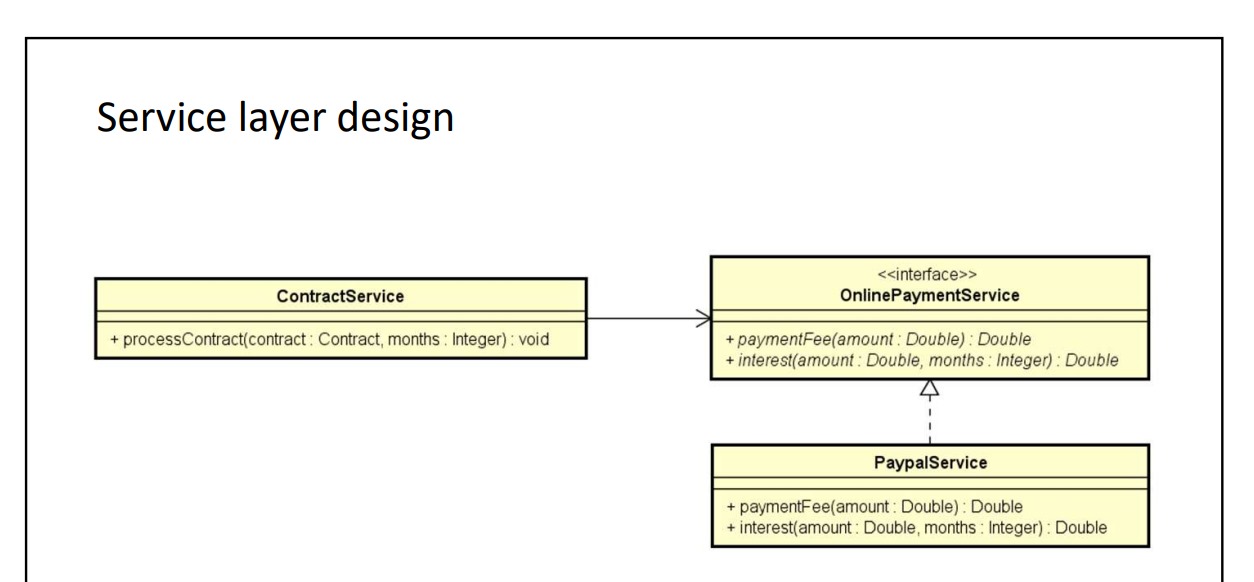 Service layer design
ContractService
+ processContract(contract : Contract, months : Integer) : void
<<interface>>
OnlinePaymentService
+ paymentFee(amount : Double) : Double
+ interest(amount : Double, months : Integer) : Double
PaypalService
+ paymentFee(amount : Double) : Double
+ interest(amount : Double, months : Integer) : Double